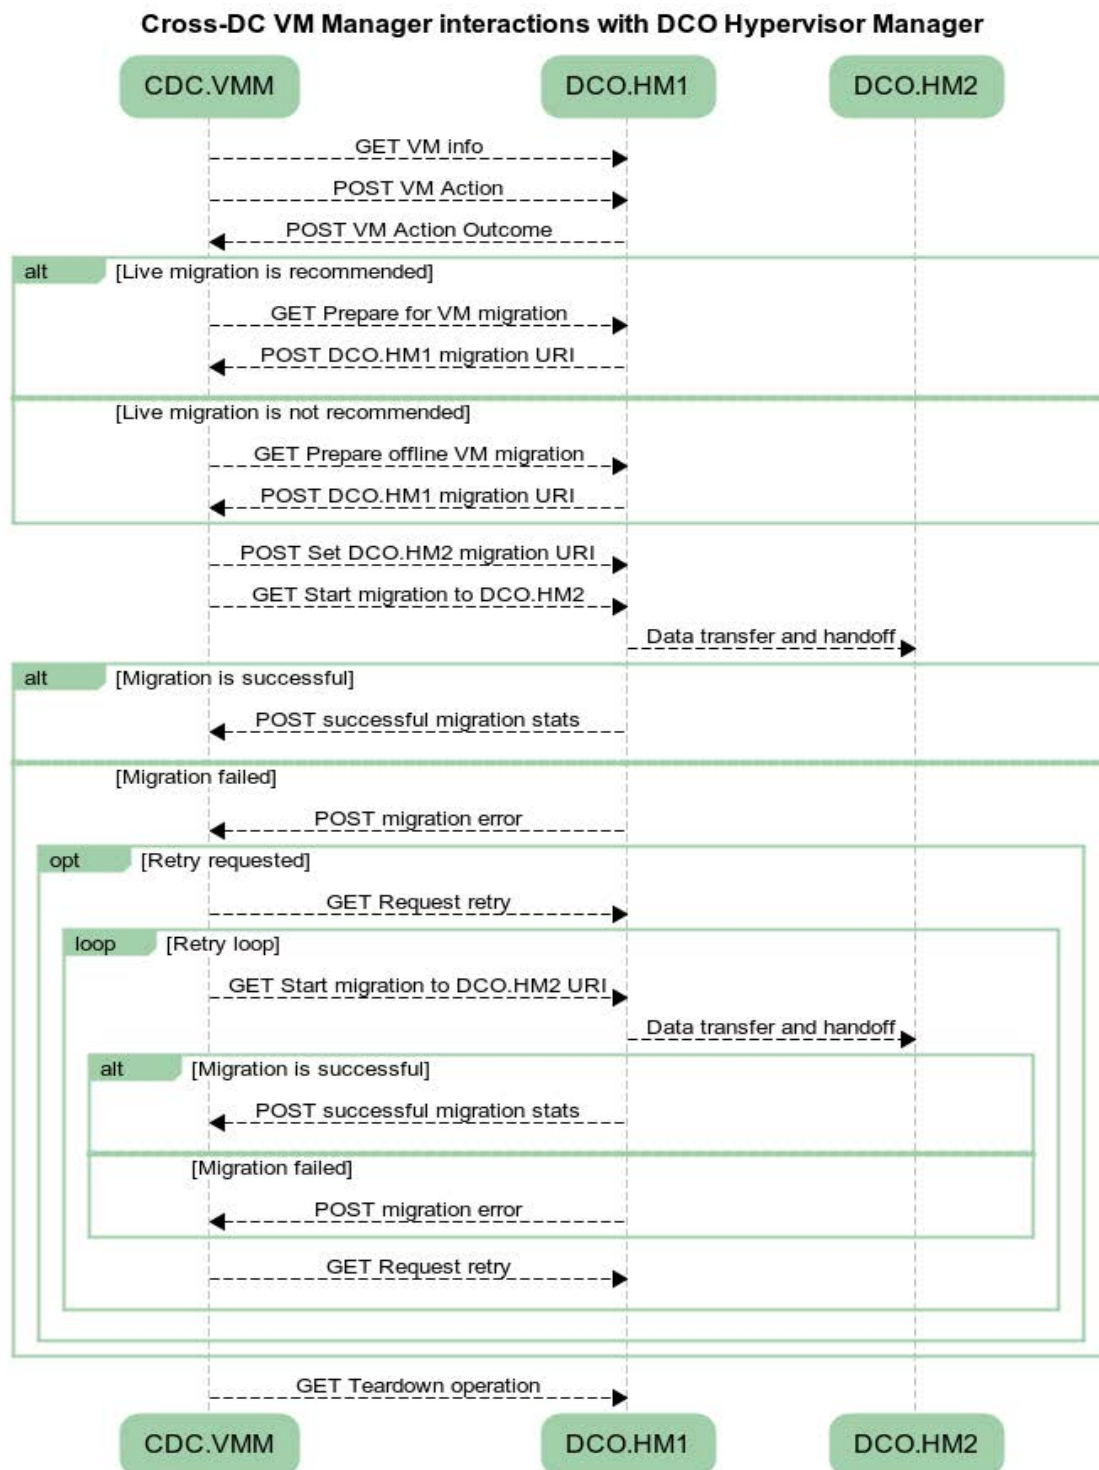 Cross-DC VM Manager interactions with DCO Hypervisor Manager
CDC.VMM DCO.HM1 DCO.HM2
GET VM info
POST VM Action
POST VM Action Outcome
alt [Live migration is recommended]
GET Prepare for VM migration
POST DCO.HM1 migration URI
[Live migration is not recommended]
GET Prepare offline VM migration
POST DCO.HM1 migration URI
POST Set DCO.HM2 migration URI
GET Start migration to DCO.HM2
Data transfer and handoff
alt [Migration is successful]
POST successful migration stats
[Migration failed]
POST migration error
opt [Retry requested]
GET Request retry
loop [Retry loop]
GET Start migration to DCO.HM2 URI
Data transfer and handoff
alt [Migration is successful]
POST successful migration stats
[Migration failed]
POST migration error
GET Request retry
GET Teardown operation
CDC.VMM DCO.HM1 DCO.HM2